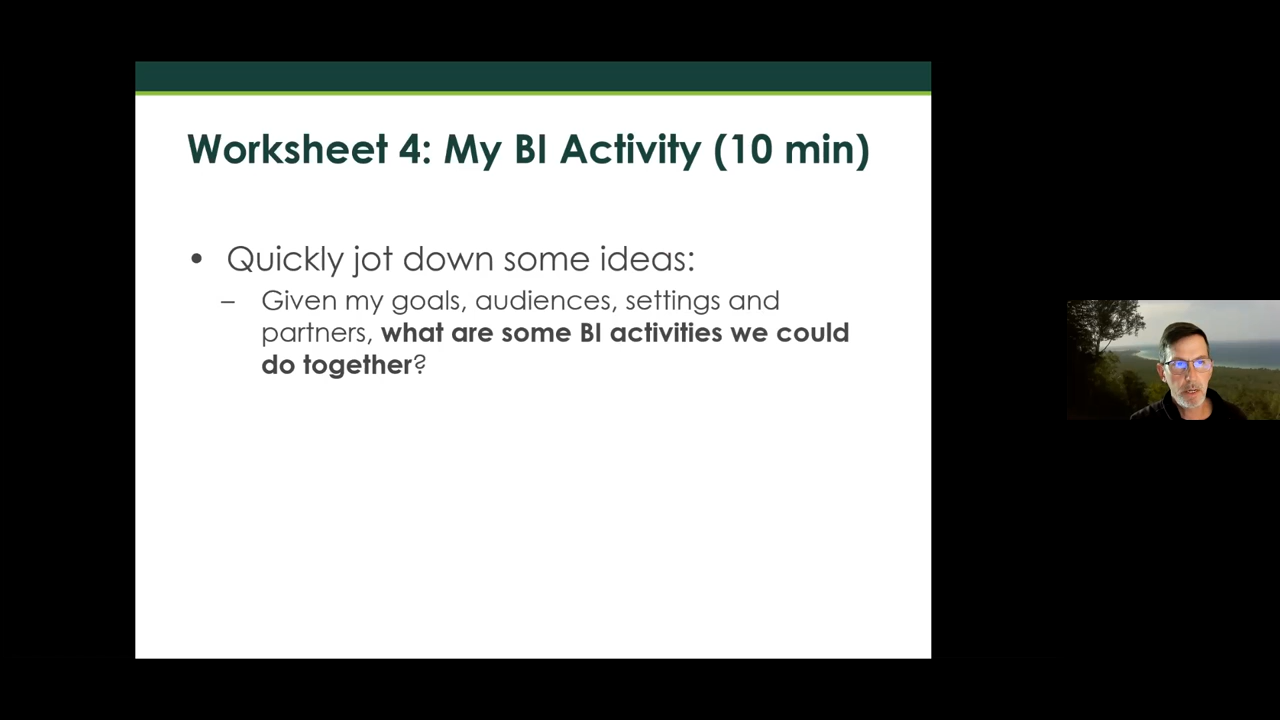 Worksheet 4: My BI Activity (10 min)
• Quickly jot down some ideas:
– Given my goals, audiences, settings and
partners, what are some BI activities we could
do together?